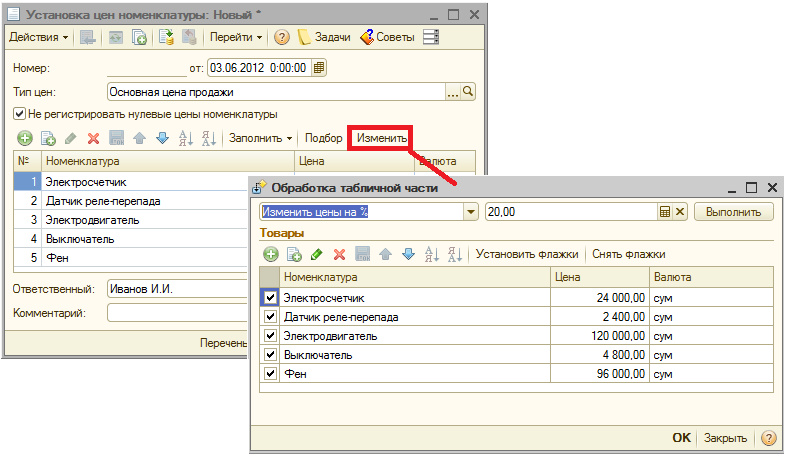 Установка цен номенклатуры: Новый *
Действия Перейти ? Задачи Советы
Номер: от: 03.06.2012 0:00:00
Тип цен: Основная цена продажи ...
Не регистрировать нулевые цены номенклатуры
Заполнить Подбор Изменить
№ Номенклатура Цена Валюта
1 Электросчетчик
2 Датчик реле-перепада
3 Электродвигатель
4 Выключатель
5 Фен
Ответственный: Иванов И.И.
Комментарий:
Перечень
Обработка табличной части
Изменить цены на % 20,00 Выполнить
Товары
Установить флажки Снять флажки
Номенклатура Цена Валюта
Электросчетчик 24 000,00 сум
Датчик реле-перепада 2 400,00 сум
Электродвигатель 120 000,00 сум
Выключатель 4 800,00 сум
Фен 96 000,00 сум
OK Закрыть ?